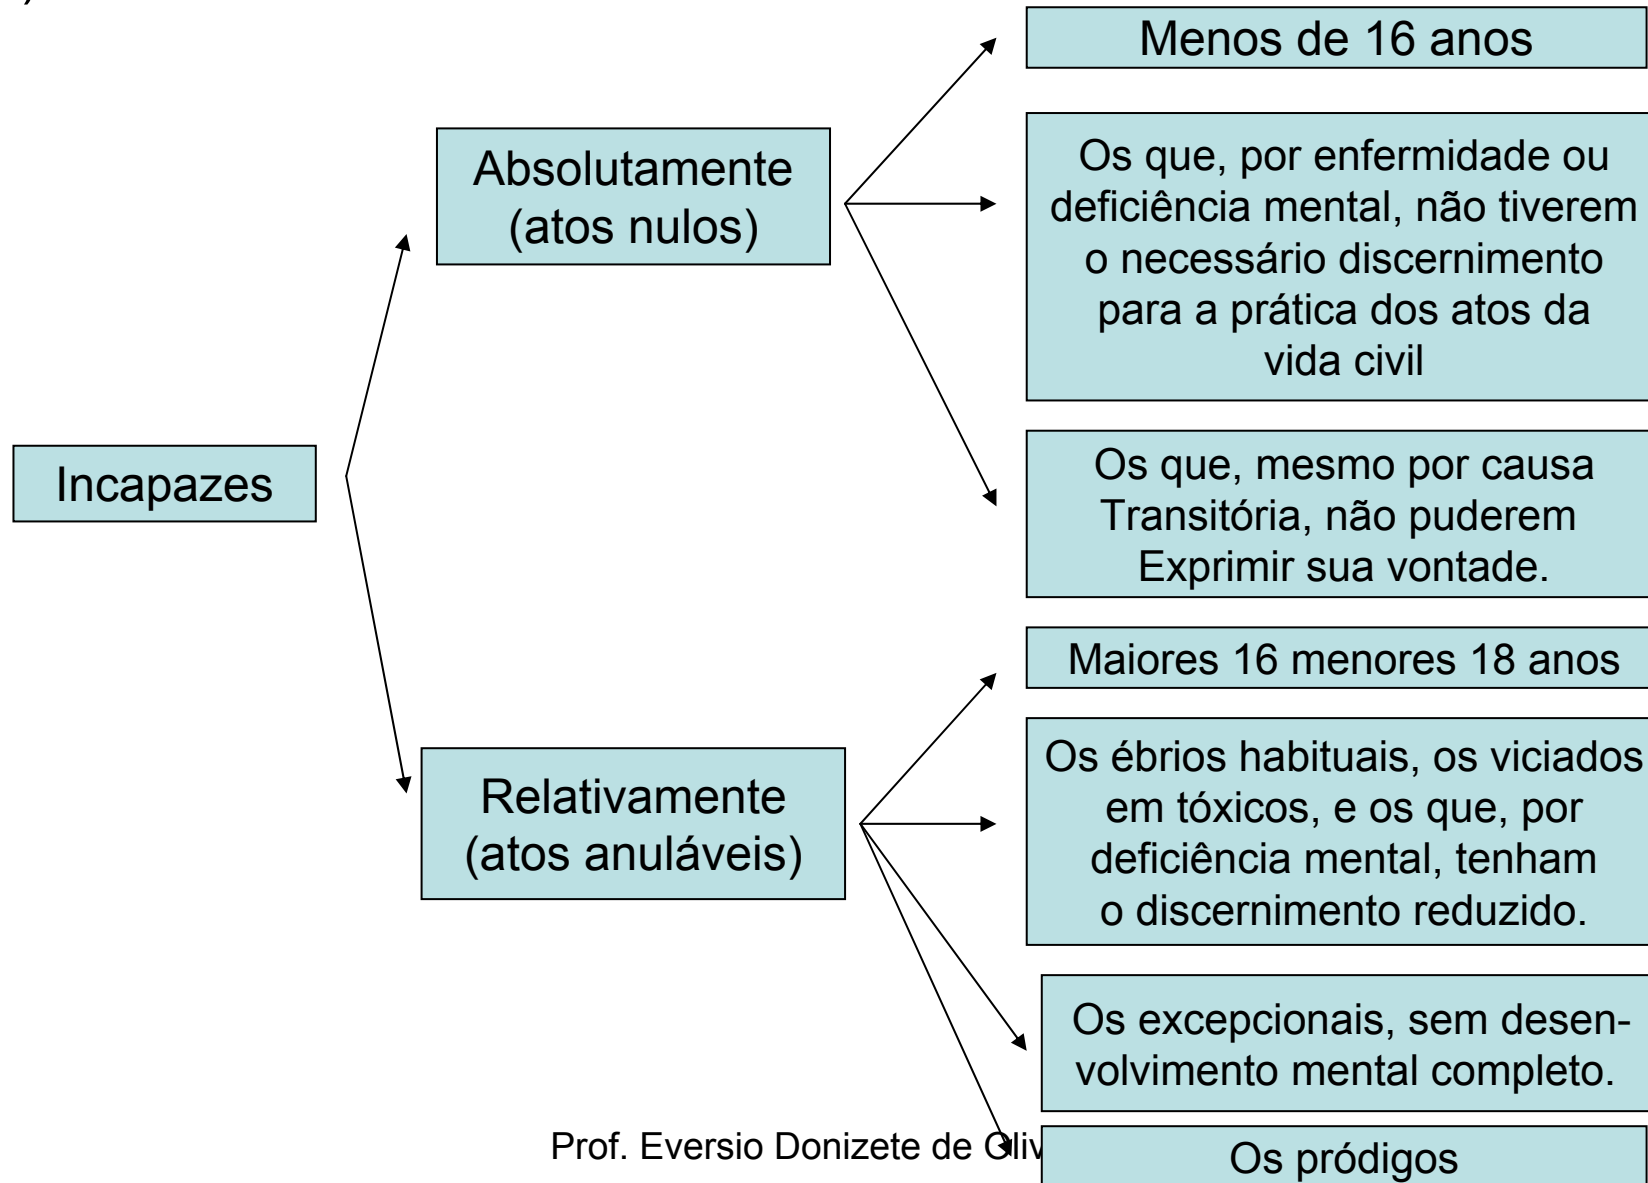 Menos de 16 anos
Absolutamente
(atos nulos)
Os que, por enfermidade ou
deficiência mental, não tiverem
o necessário discernimento
para a prática dos atos da
vida civil
Incapazes
Os que, mesmo por causa
Transitória, não puderem
Exprimir sua vontade.
Maiores 16 menores 18 anos
Relativamente
(atos anuláveis)
Os ébrios habituais, os viciados
em tóxicos, e os que, por
deficiência mental, tenham
o discernimento reduzido.
Os excepcionais, sem desen-
volvimento mental completo.
Prof. Eversio Donizete de
Os pródigos